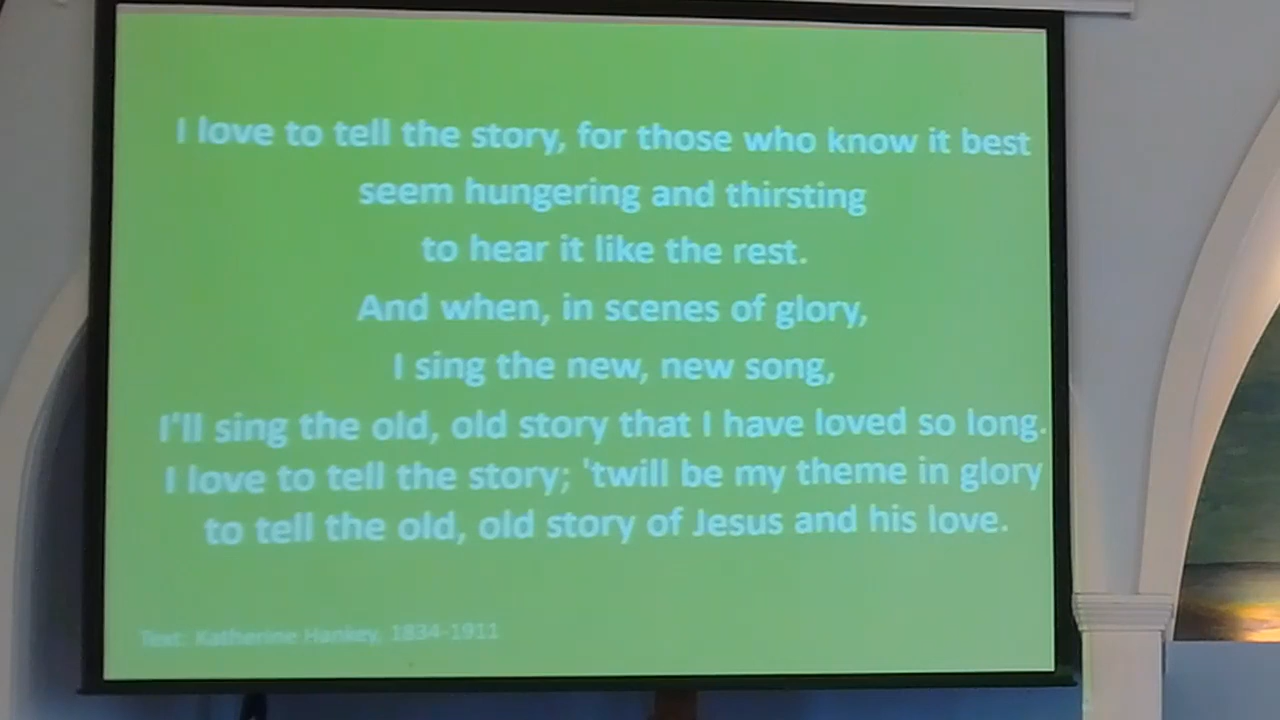 I love to tell the story, for those who know it best
seem hungering and thirsting
to hear it like the rest.
And when, in scenes of glory,
I sing the new, new song,
I'll sing the old, old story that I have loved so long.
I love to tell the story; 'twill be my theme in glory
to tell the old, old story of Jesus and his love.
Text: Katherine Hankey, 1834-1911